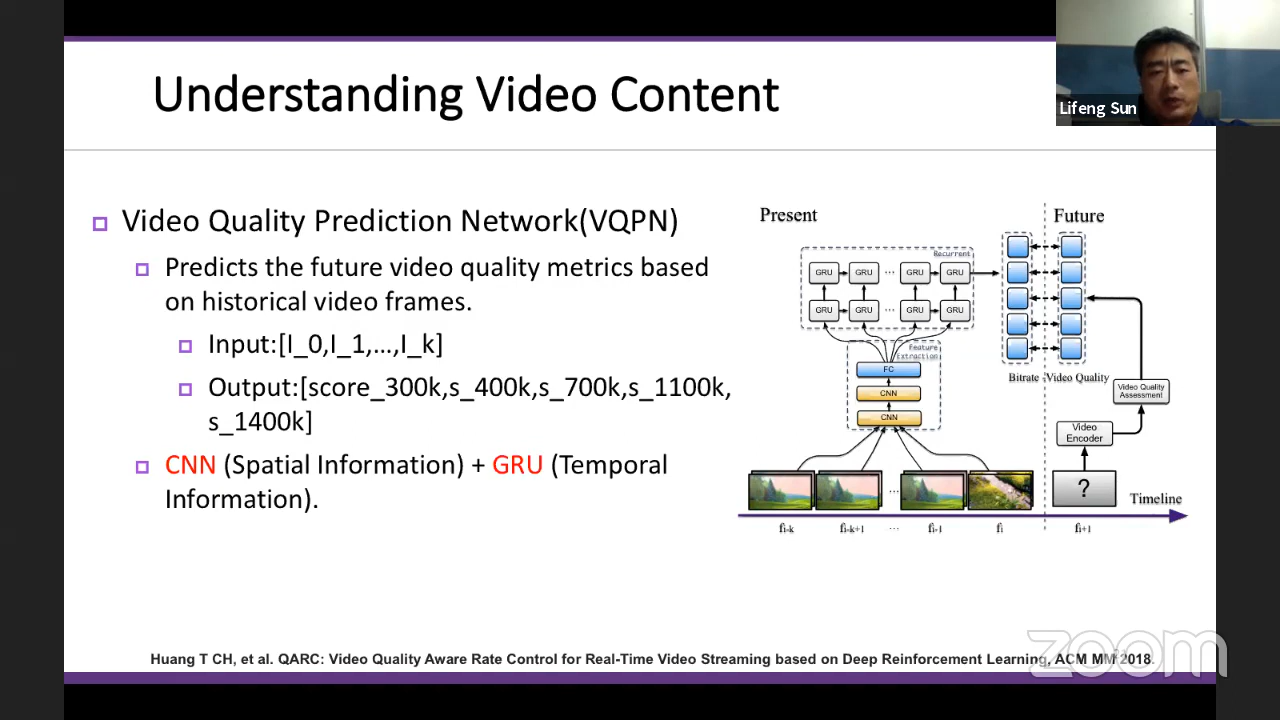 Understanding Video Content
Lifeng Sun
Video Quality Prediction Network(VQPN)
Predicts the future video quality metrics based
on historical video frames.
Input:[I_0,I_1,...,I_k]
Output:[score_300k,s_400k,s_700k,s_1100k,
s_1400k]
CNN (Spatial Information) + GRU (Temporal
Information).
Present
Future
Recurrent
GRU GRU ... GRU GRU
GRU GRU ... GRU GRU
Feature
Extraction
FC
CNN
CNN
Bitrate -Video Quality
Video Quality
Assessment
Video
Encoder
?
...
Timeline
fi-k fi-k+1 ... fi-1 fi fi+1
Huang T CH, et al. QARC: Video Quality Aware Rate Control for Real-Time Video Streaming based on Deep Reinforcement Learning, ACM MM 2018.
zoom